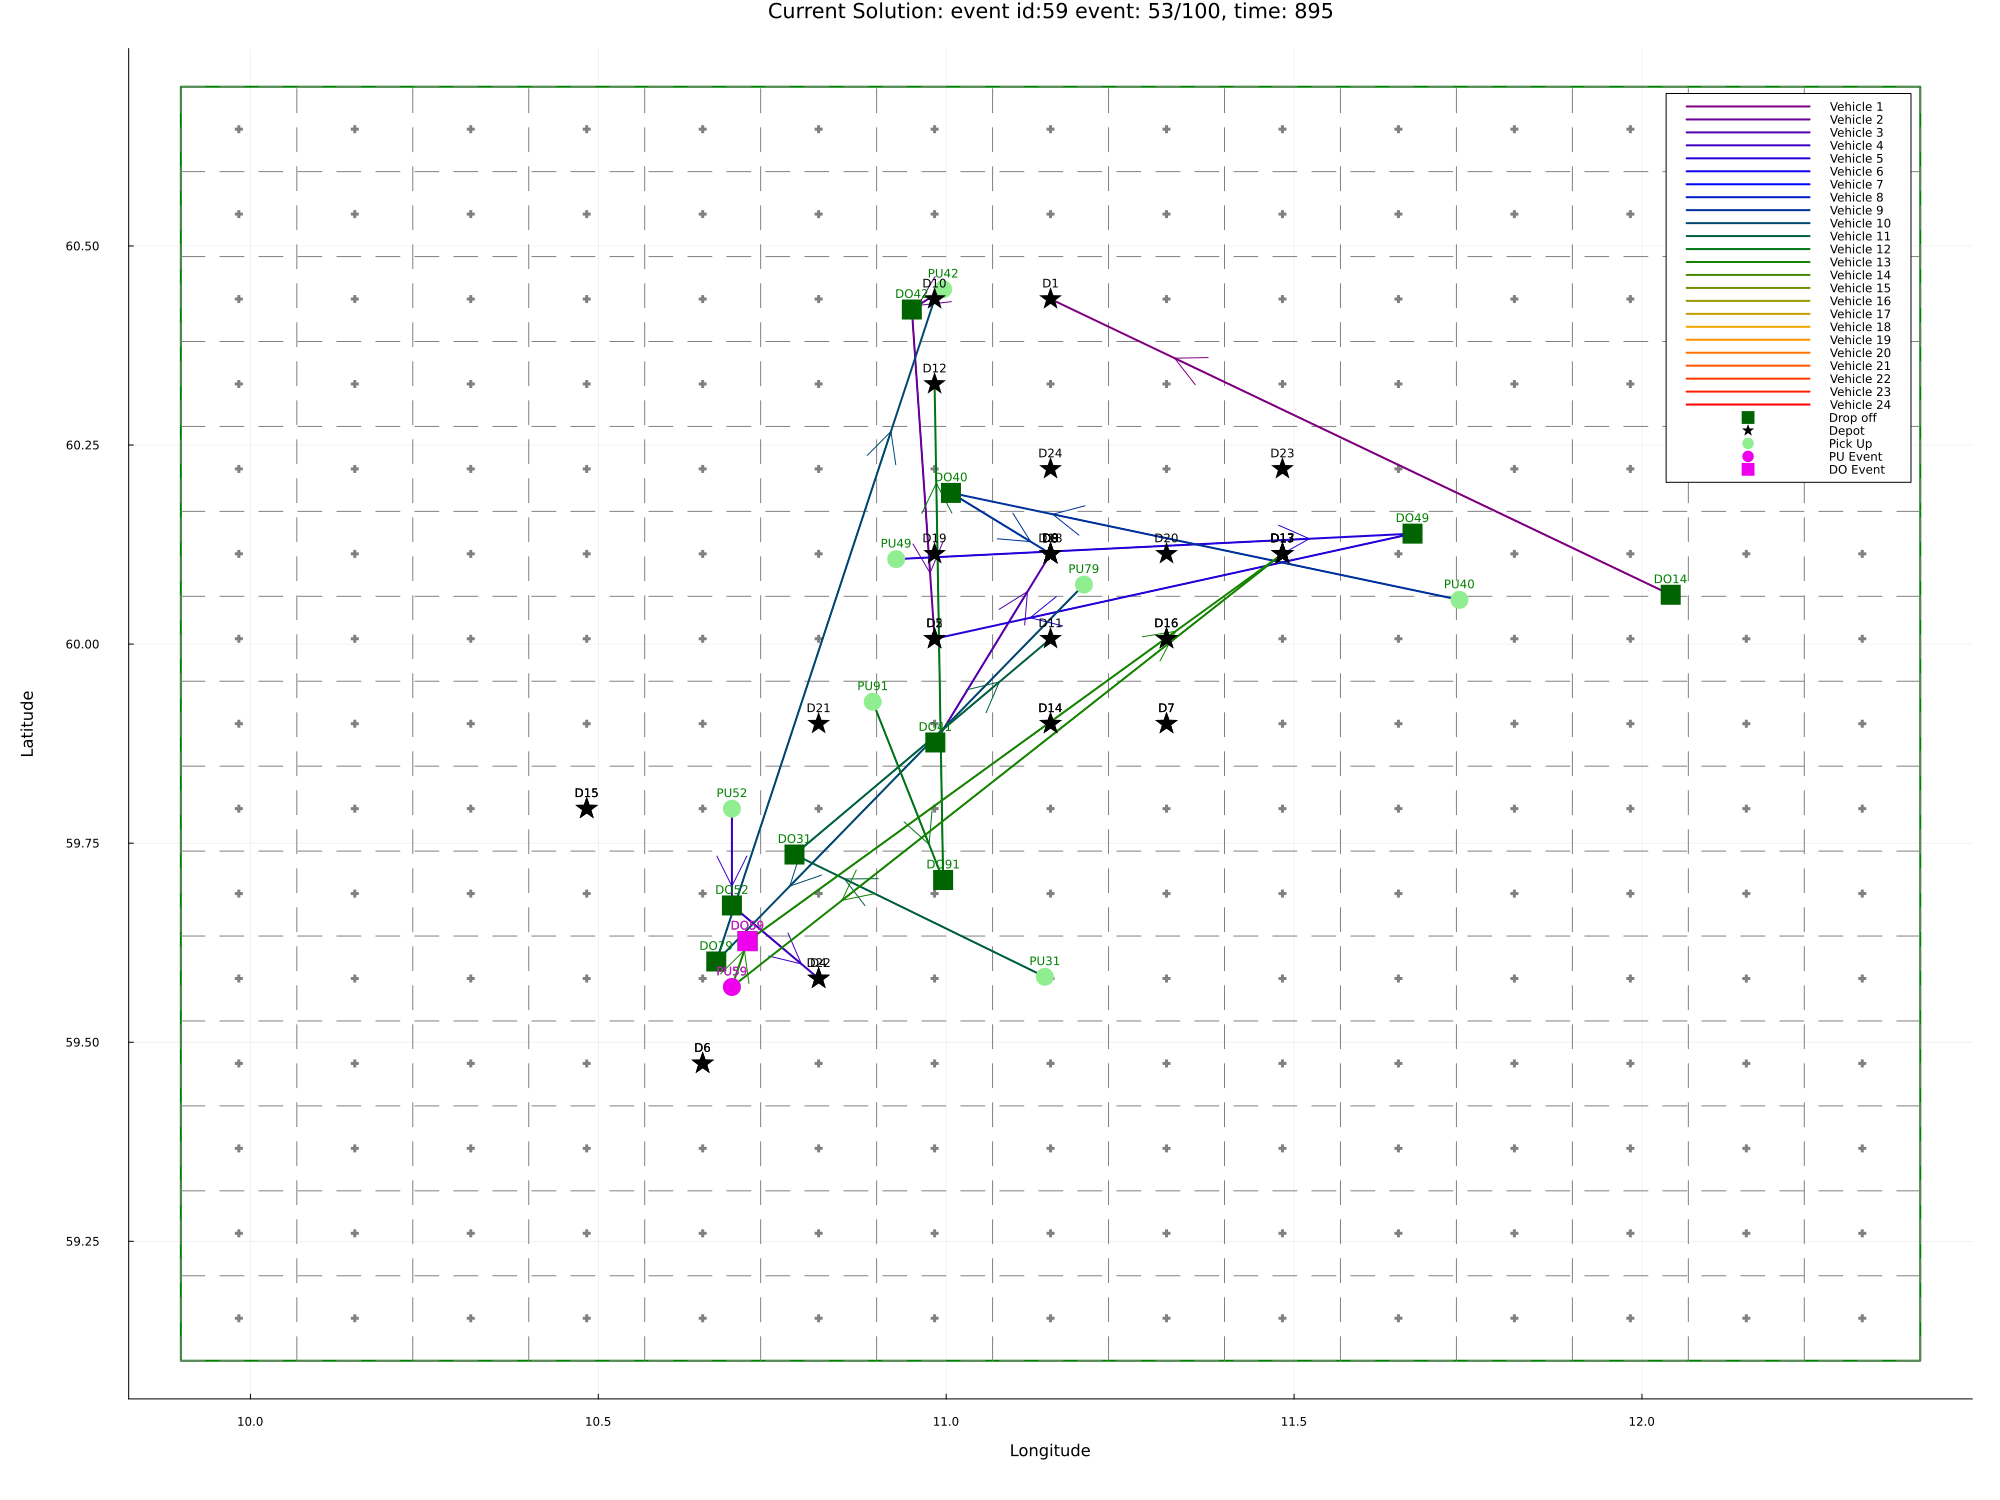 Current Solution: event id:59 event: 53/100, time: 895
Vehicle 1
Vehicle 2
Vehicle 3
Vehicle 4
Vehicle 5
Vehicle 6
Vehicle 7
Vehicle 8
Vehicle 9
Vehicle 10
Vehicle 11
Vehicle 12
Vehicle 13
Vehicle 14
Vehicle 15
Vehicle 16
Vehicle 17
Vehicle 18
Vehicle 19
Vehicle 20
Vehicle 21
Vehicle 22
Vehicle 23
Vehicle 24
Drop off
Depot
Pick Up
PU Event
DO Event
60.50
60.25
60.00
59.75
59.50
59.25
Latitude
PU42
D10
D1
DO42
D12
D24
D23
DO40
DO49
PU49
D19
D20
PU79
DO14
PU40
D11
D16
PU91
D21
D14
D7
DO41
D15
PU52
DO31
DO91
DO52
DO59
DO79
PU59
D22
PU31
D6
10.0
10.5
11.0
11.5
12.0
Longitude